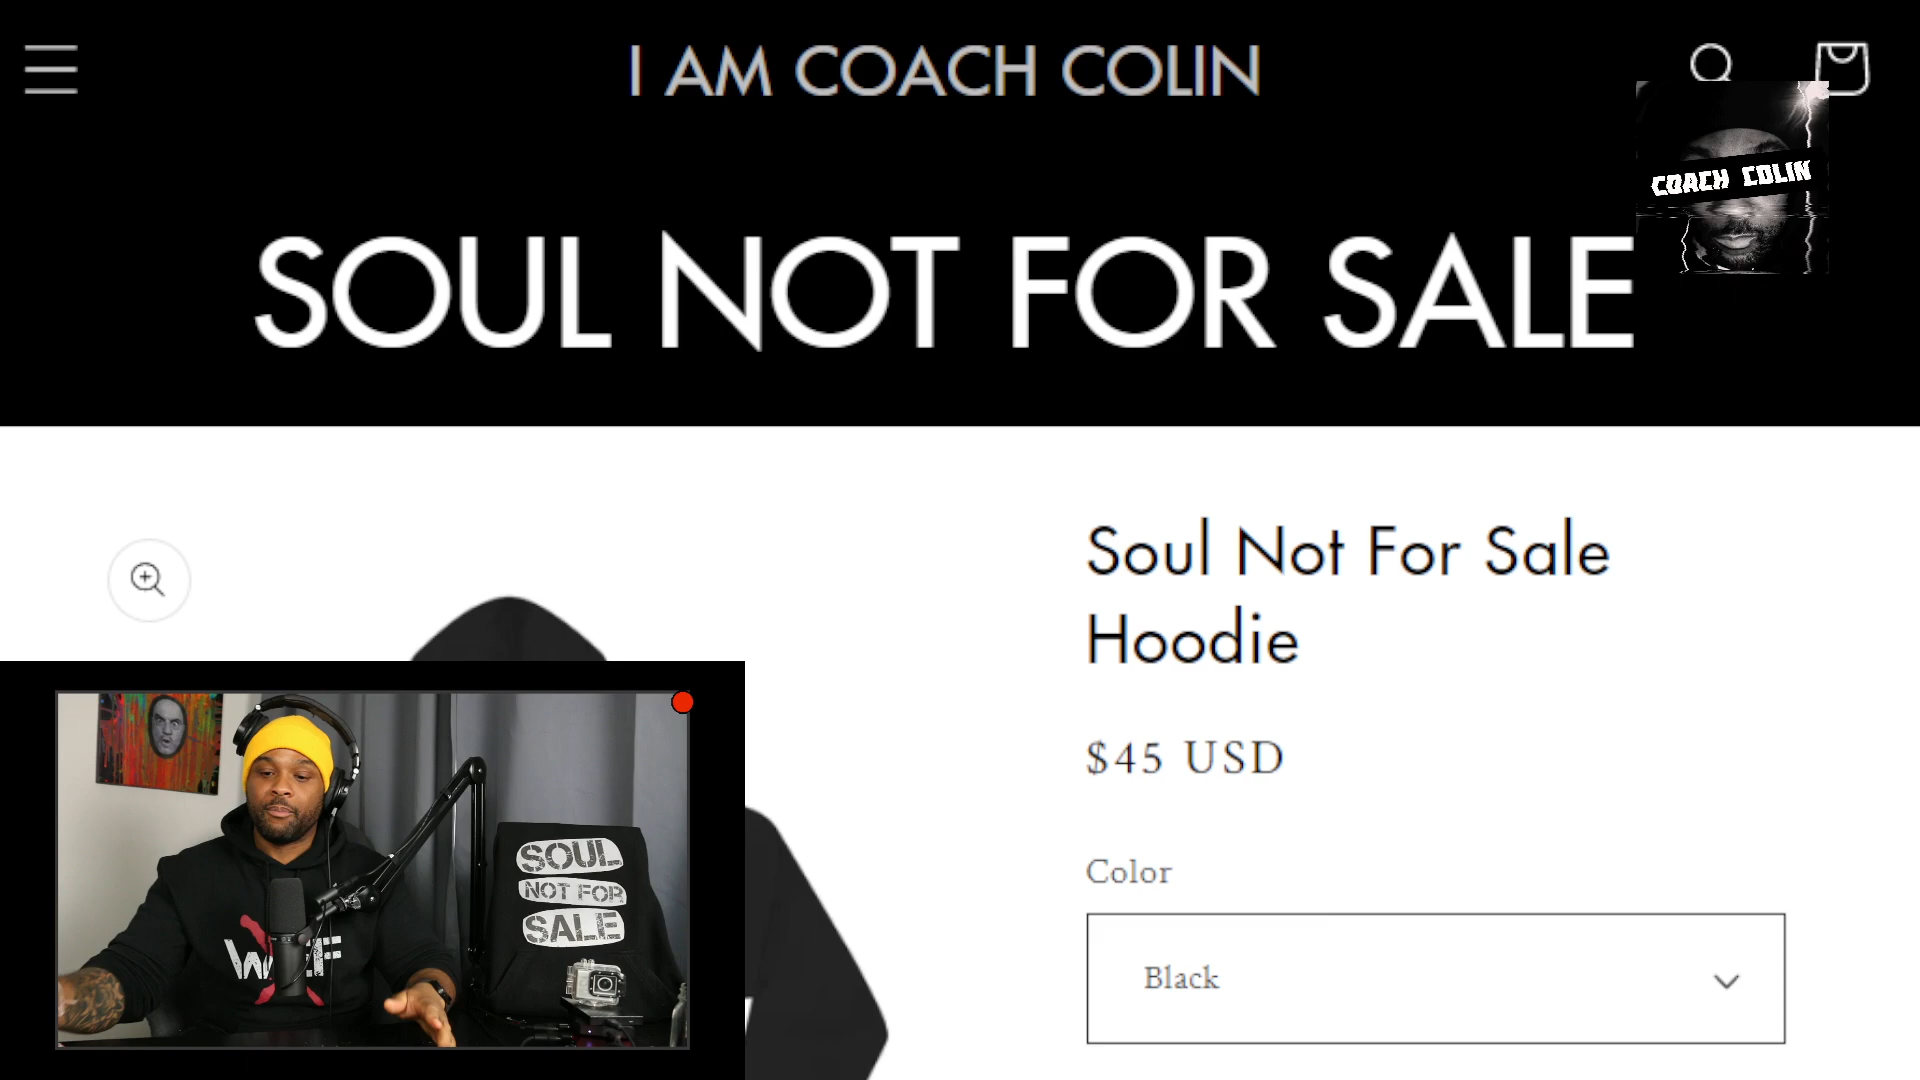 I AM COACH COLIN
COACH COLIN
SOUL NOT FOR SALE
Soul Not For Sale
Hoodie
$45 USD
Color
Black
SOUL
NOT FOR
SALE